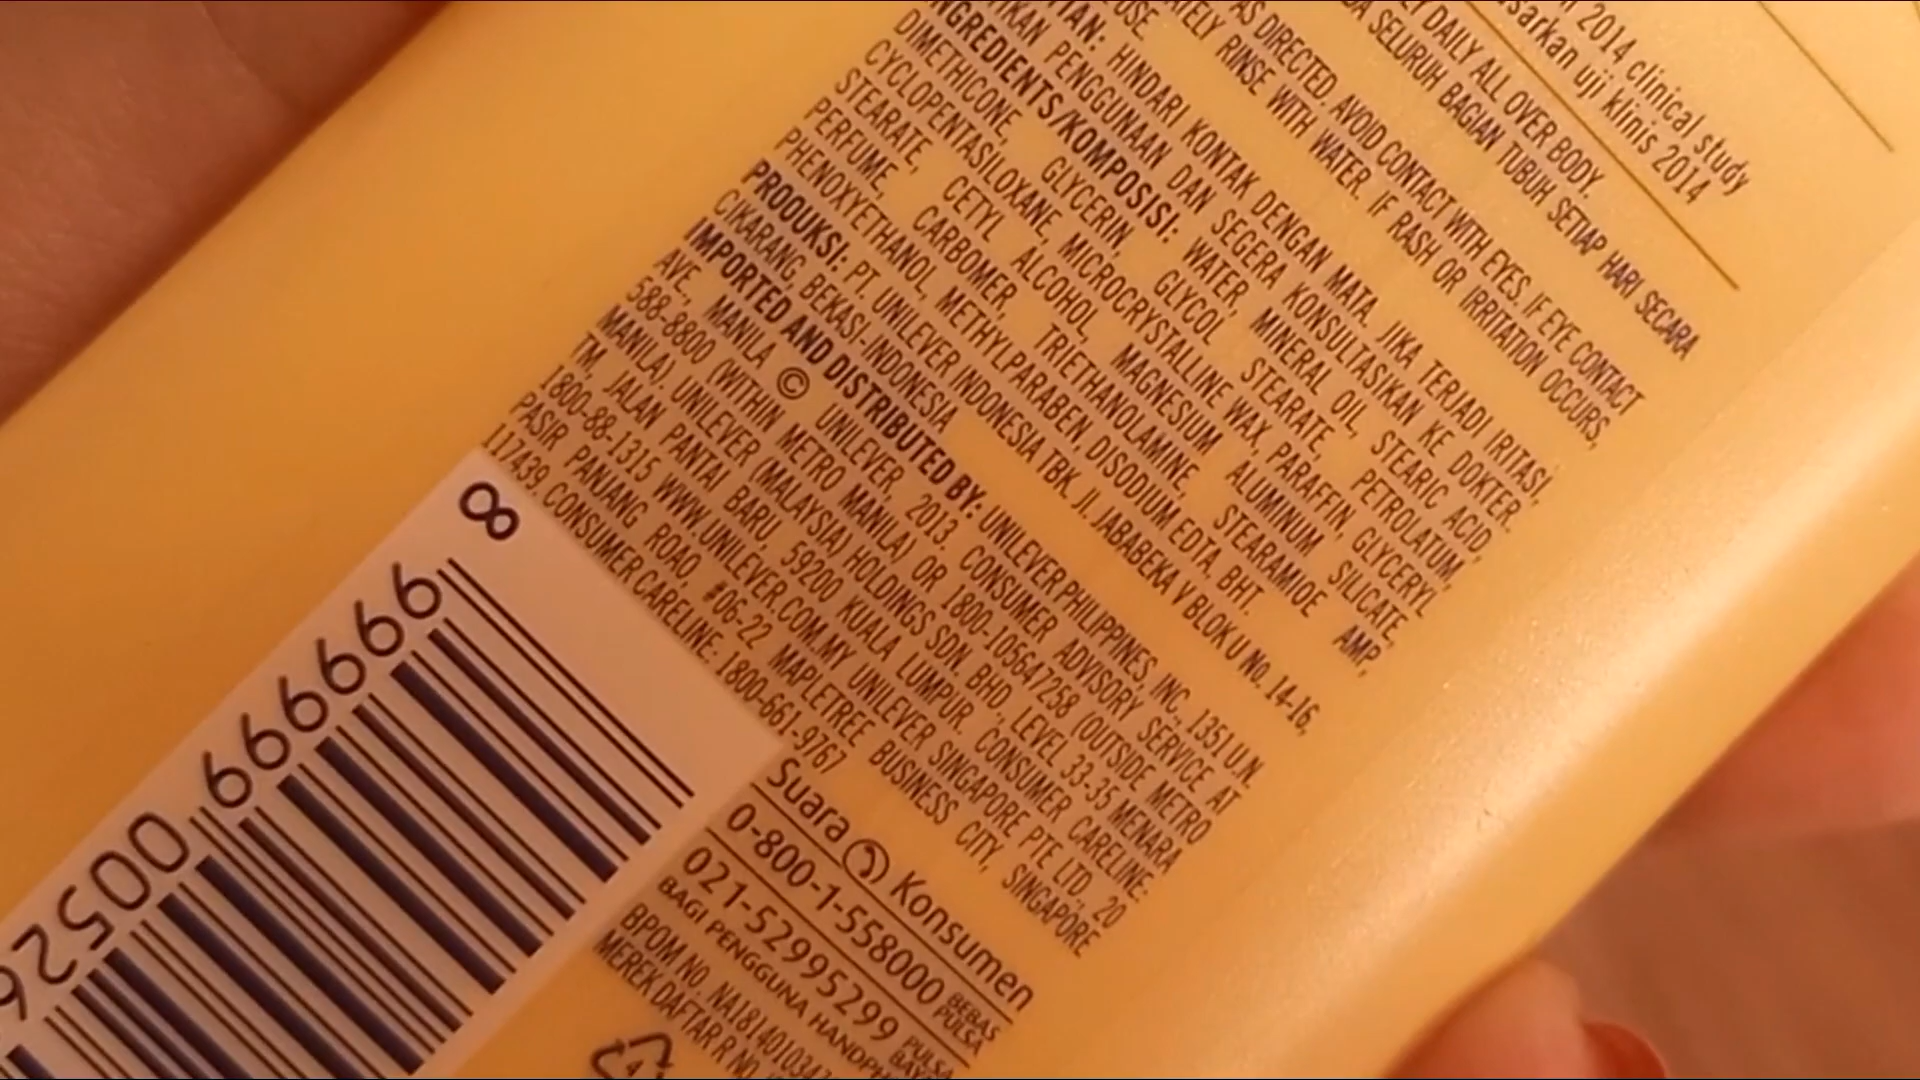 2014 clinical study
sarkan uji klinis 2014
DAILY ALL OVER BODY.
SELURUH BAGIAN TUBUH SETIAP HARI SECARA
AS DIRECTED. AVOID CONTACT WITH EYES. IF EYE CONTACT
RINSE WITH WATER. IF RASH OR IRRITATION OCCURS,
USE.
HINDARI KONTAK DENGAN MATA. JIKA TERJADI IRITASI,
PENGGUNAAN DAN SEGERA KONSULTASIKAN KE DOKTER.
INGREDIENTS/KOMPOSISI: WATER, MINERAL OIL, STEARIC ACID,
DIMETHICONE, GLYCERIN, GLYCOL STEARATE, PETROLATUM,
CYCLOPENTASILOXANE, MICROCRYSTALLINE WAX, PARAFFIN, GLYCERYL
STEARATE, CETYL ALCOHOL, MAGNESIUM ALUMINUM SILICATE,
PERFUME, CARBOMER, TRIETHANOLAMINE, STEARAMIDE AMP,
PHENOXYETHANOL, METHYLPARABEN, DISODIUM EDTA, BHT.
PRODUKSI: PT. UNILEVER INDONESIA TBK. Jl. JABABEKA V BLOK U No. 14-16,
CIKARANG, BEKASI-INDONESIA
IMPORTED AND DISTRIBUTED BY: UNILEVER PHILIPPINES, INC., 1351 U.N.
AVE., MANILA © UNILEVER, 2013. CONSUMER ADVISORY SERVICE AT
588-8800 (WITHIN METRO MANILA) OR 1800-105647258 (OUTSIDE METRO
MANILA). UNILEVER (MALAYSIA) HOLDINGS SDN. BHD., LEVEL 33-35 MENARA
TM, JALAN PANTAI BARU, 59200 KUALA LUMPUR. CONSUMER CARELINE:
1800-88-1315 WWW.UNILEVER.COM.MY UNILEVER SINGAPORE PTE LTD., 20
PASIR PANJANG ROAD, #06-22 MAPLETREE BUSINESS CITY, SINGAPORE
117439. CONSUMER CARELINE: 1800-661-9767
8 999999 00526
Suara Konsumen
0-800-1-558000 BEBAS PULSA
021-52995299 PULSA
BAGI PENGGUNA HANDPH
BPOM NO. NA18140103
MEREK DAFTAR R No.
4